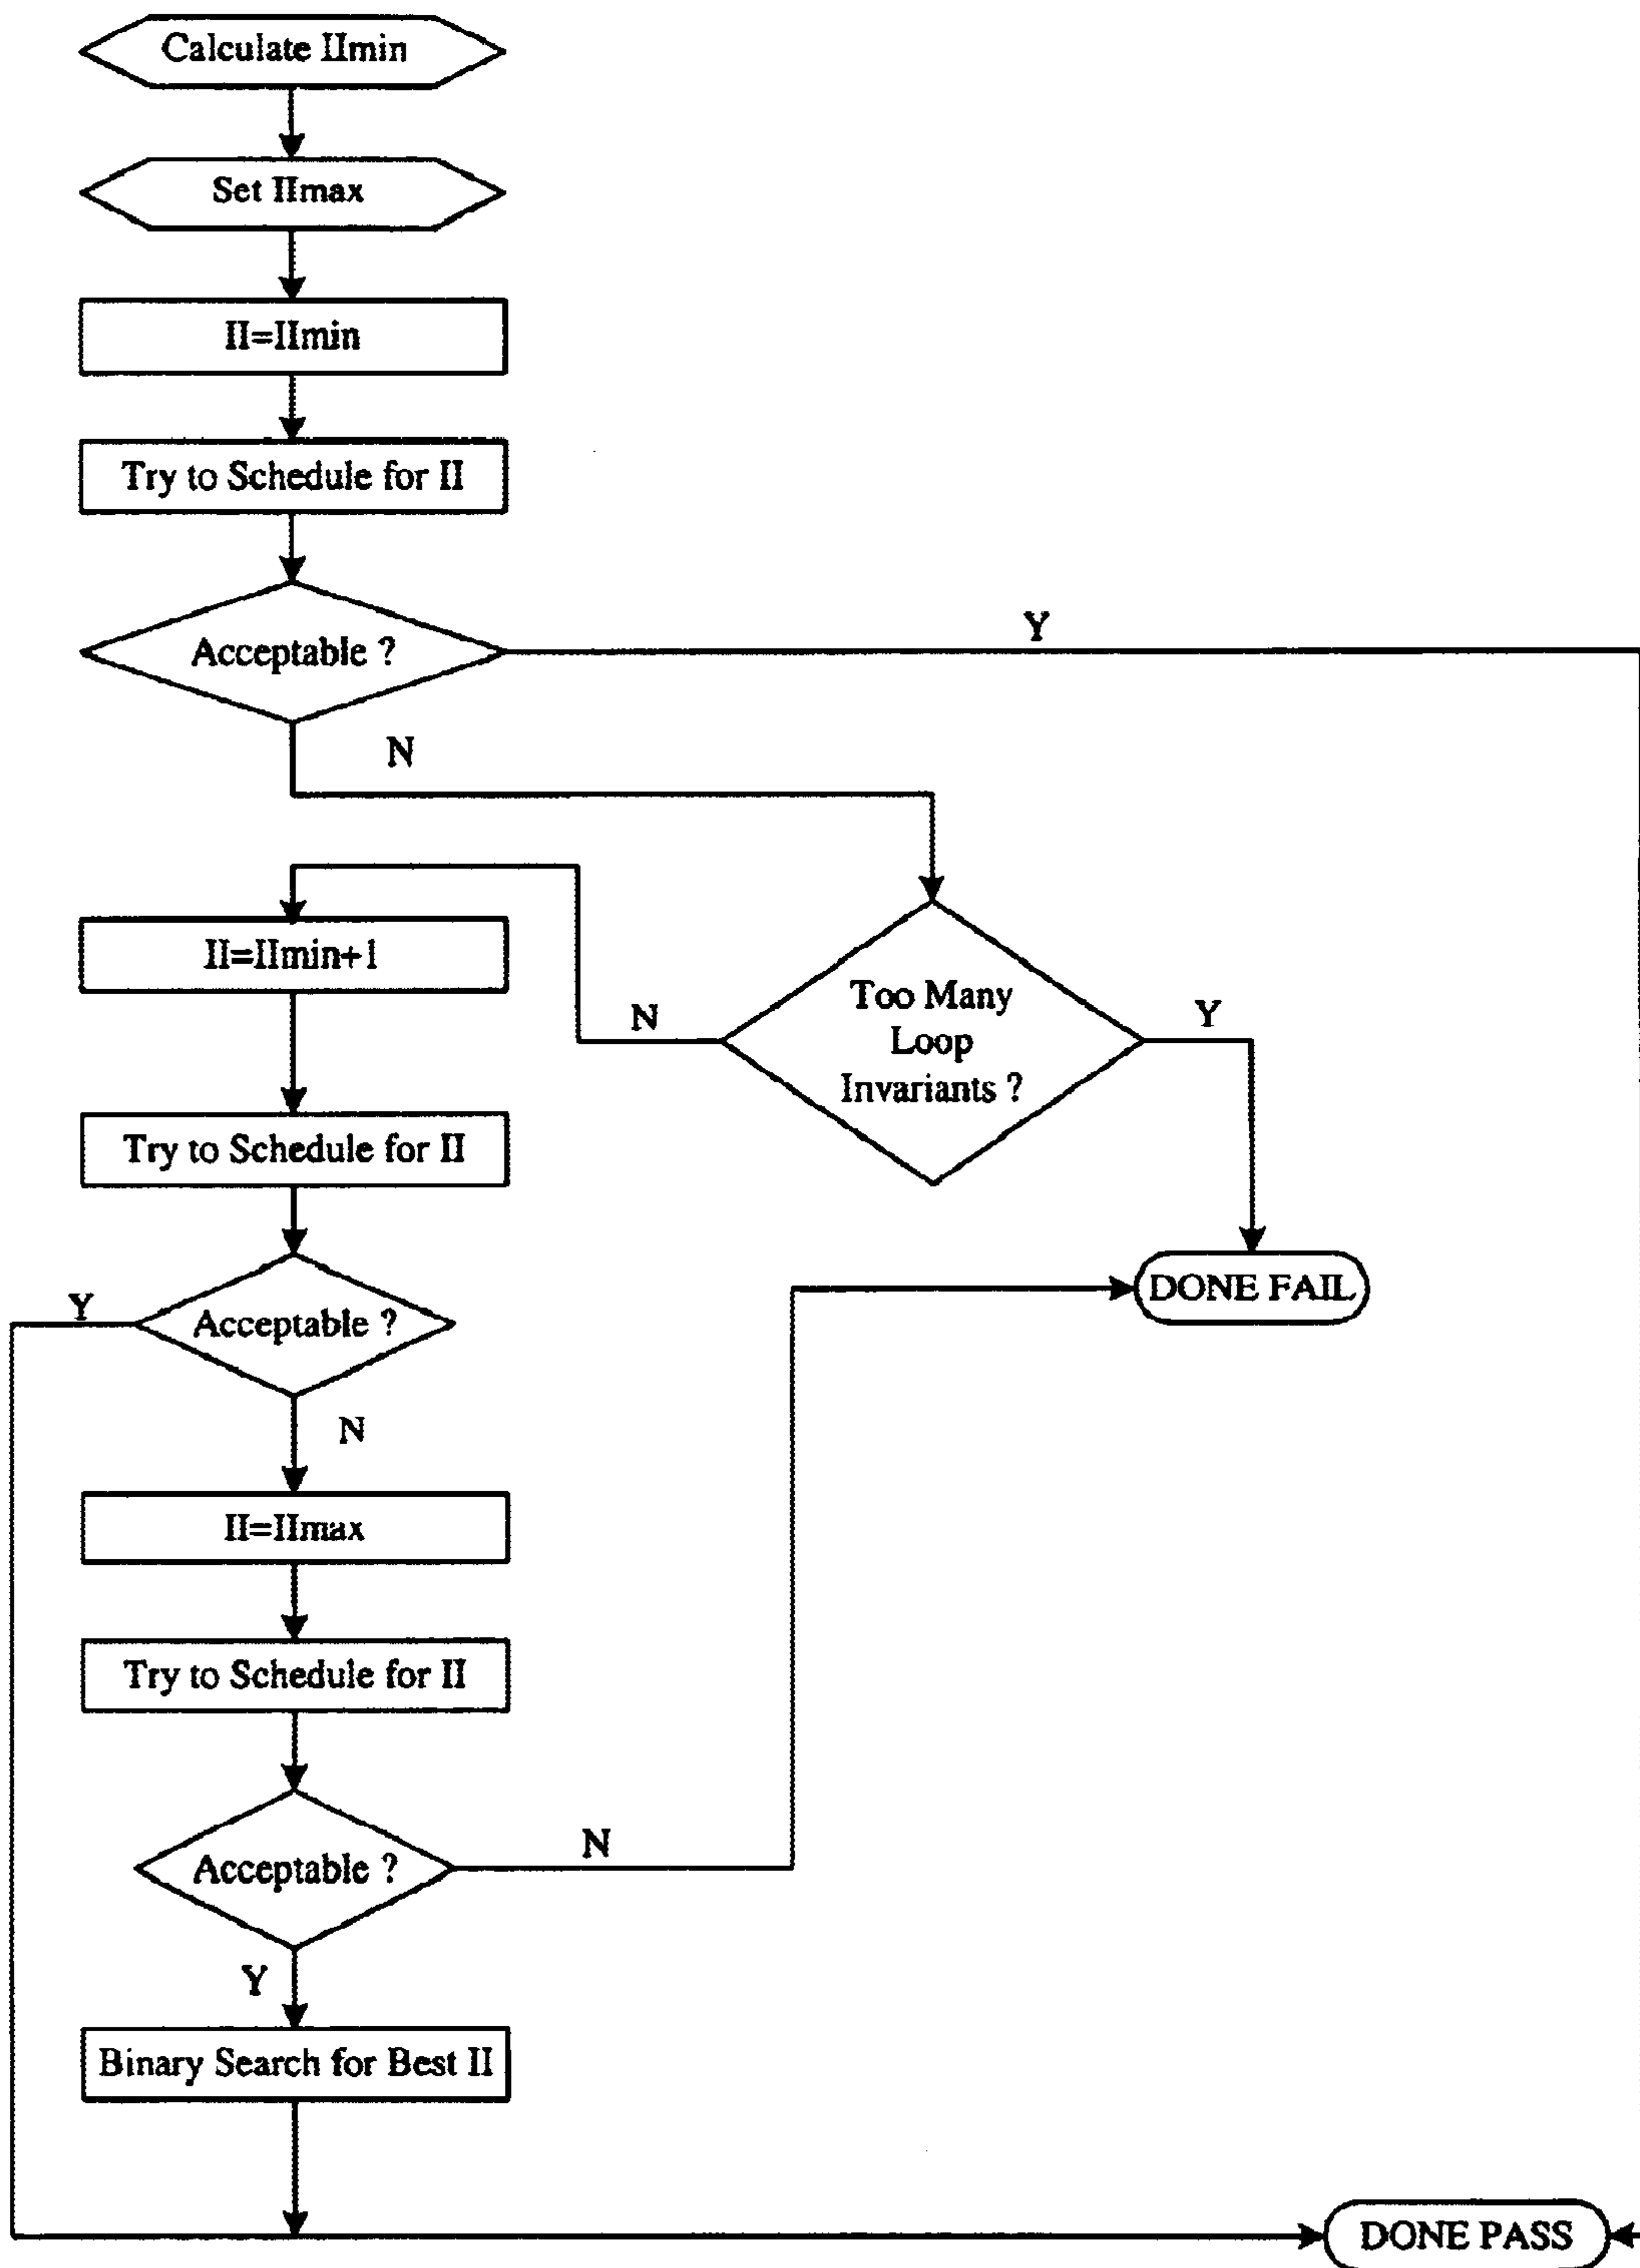 Calculate IImin
Set IImax
II=IImin
Try to Schedule for II
Acceptable ?
Y
N
II=IImin+1
Too Many
Loop
Invariants ?
N
Y
Try to Schedule for II
DONE FAIL
Acceptable ?
Y
N
II=IImax
Try to Schedule for II
Acceptable ?
N
Y
Binary Search for Best II
DONE PASS